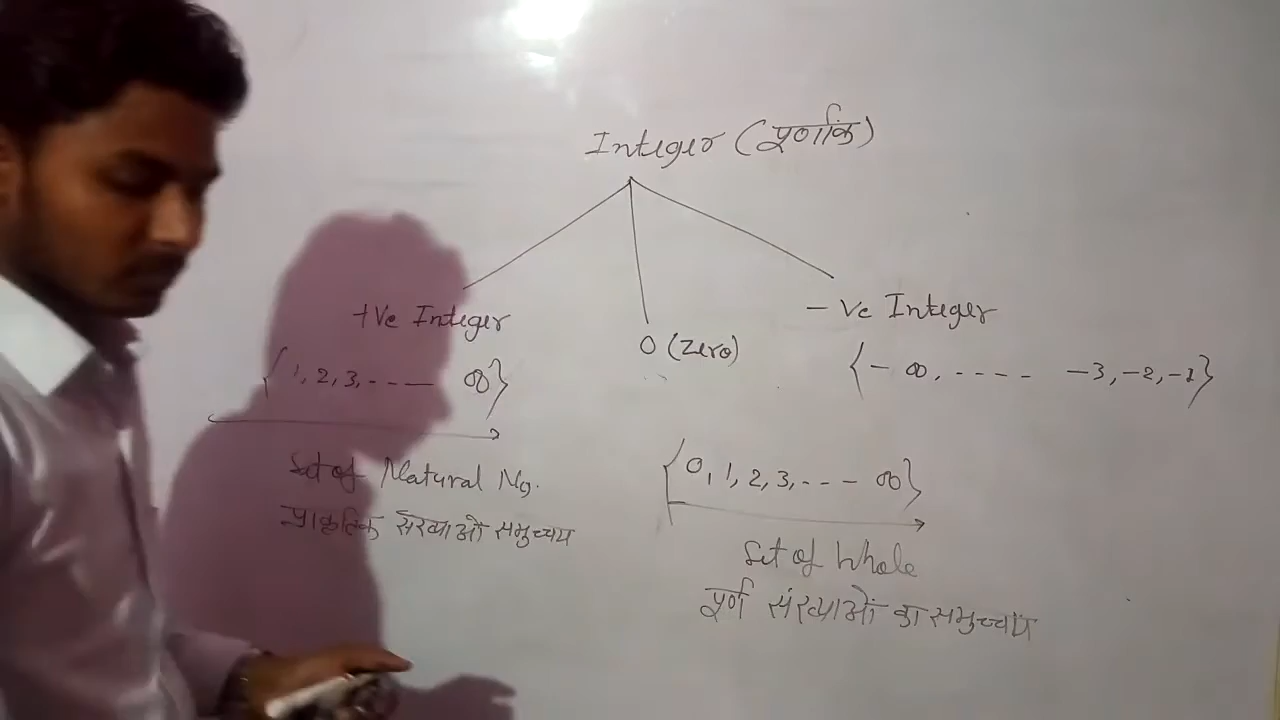 Integer (पूर्णांक)
+Ve Integer
0 (Zero)
- Ve Integer
{1, 2, 3, - - - ∞}
{- ∞, - - - - -3, -2, -1}
Set of Natural No.
प्राकृतिक संख्याओ समुच्चय
{0, 1, 2, 3, - - - ∞}
Set of Whole
पूर्ण संख्याओं का समुच्चय